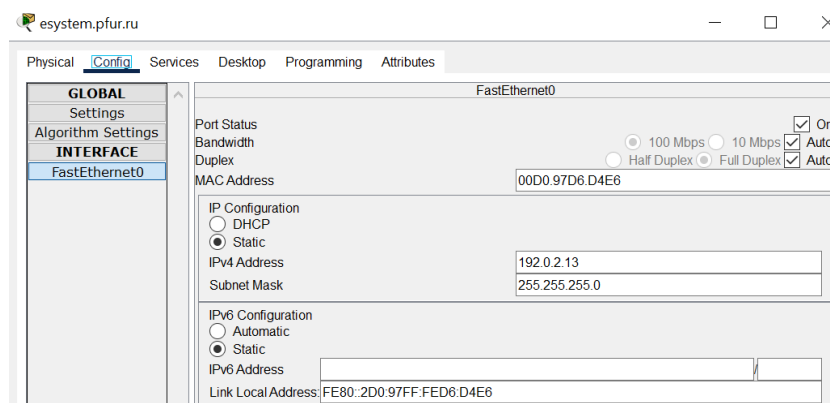 esystem.pfur.ru
Physical Config Services Desktop Programming Attributes
GLOBAL
Settings
Algorithm Settings
INTERFACE
FastEthernet0
FastEthernet0
Port Status On
Bandwidth 100 Mbps 10 Mbps Auto
Duplex Half Duplex Full Duplex Auto
MAC Address 00D0.97D6.D4E6
IP Configuration
DHCP
Static
IPv4 Address 192.0.2.13
Subnet Mask 255.255.255.0
IPv6 Configuration
Automatic
Static
IPv6 Address /
Link Local Address: FE80::2D0:97FF:FED6:D4E6